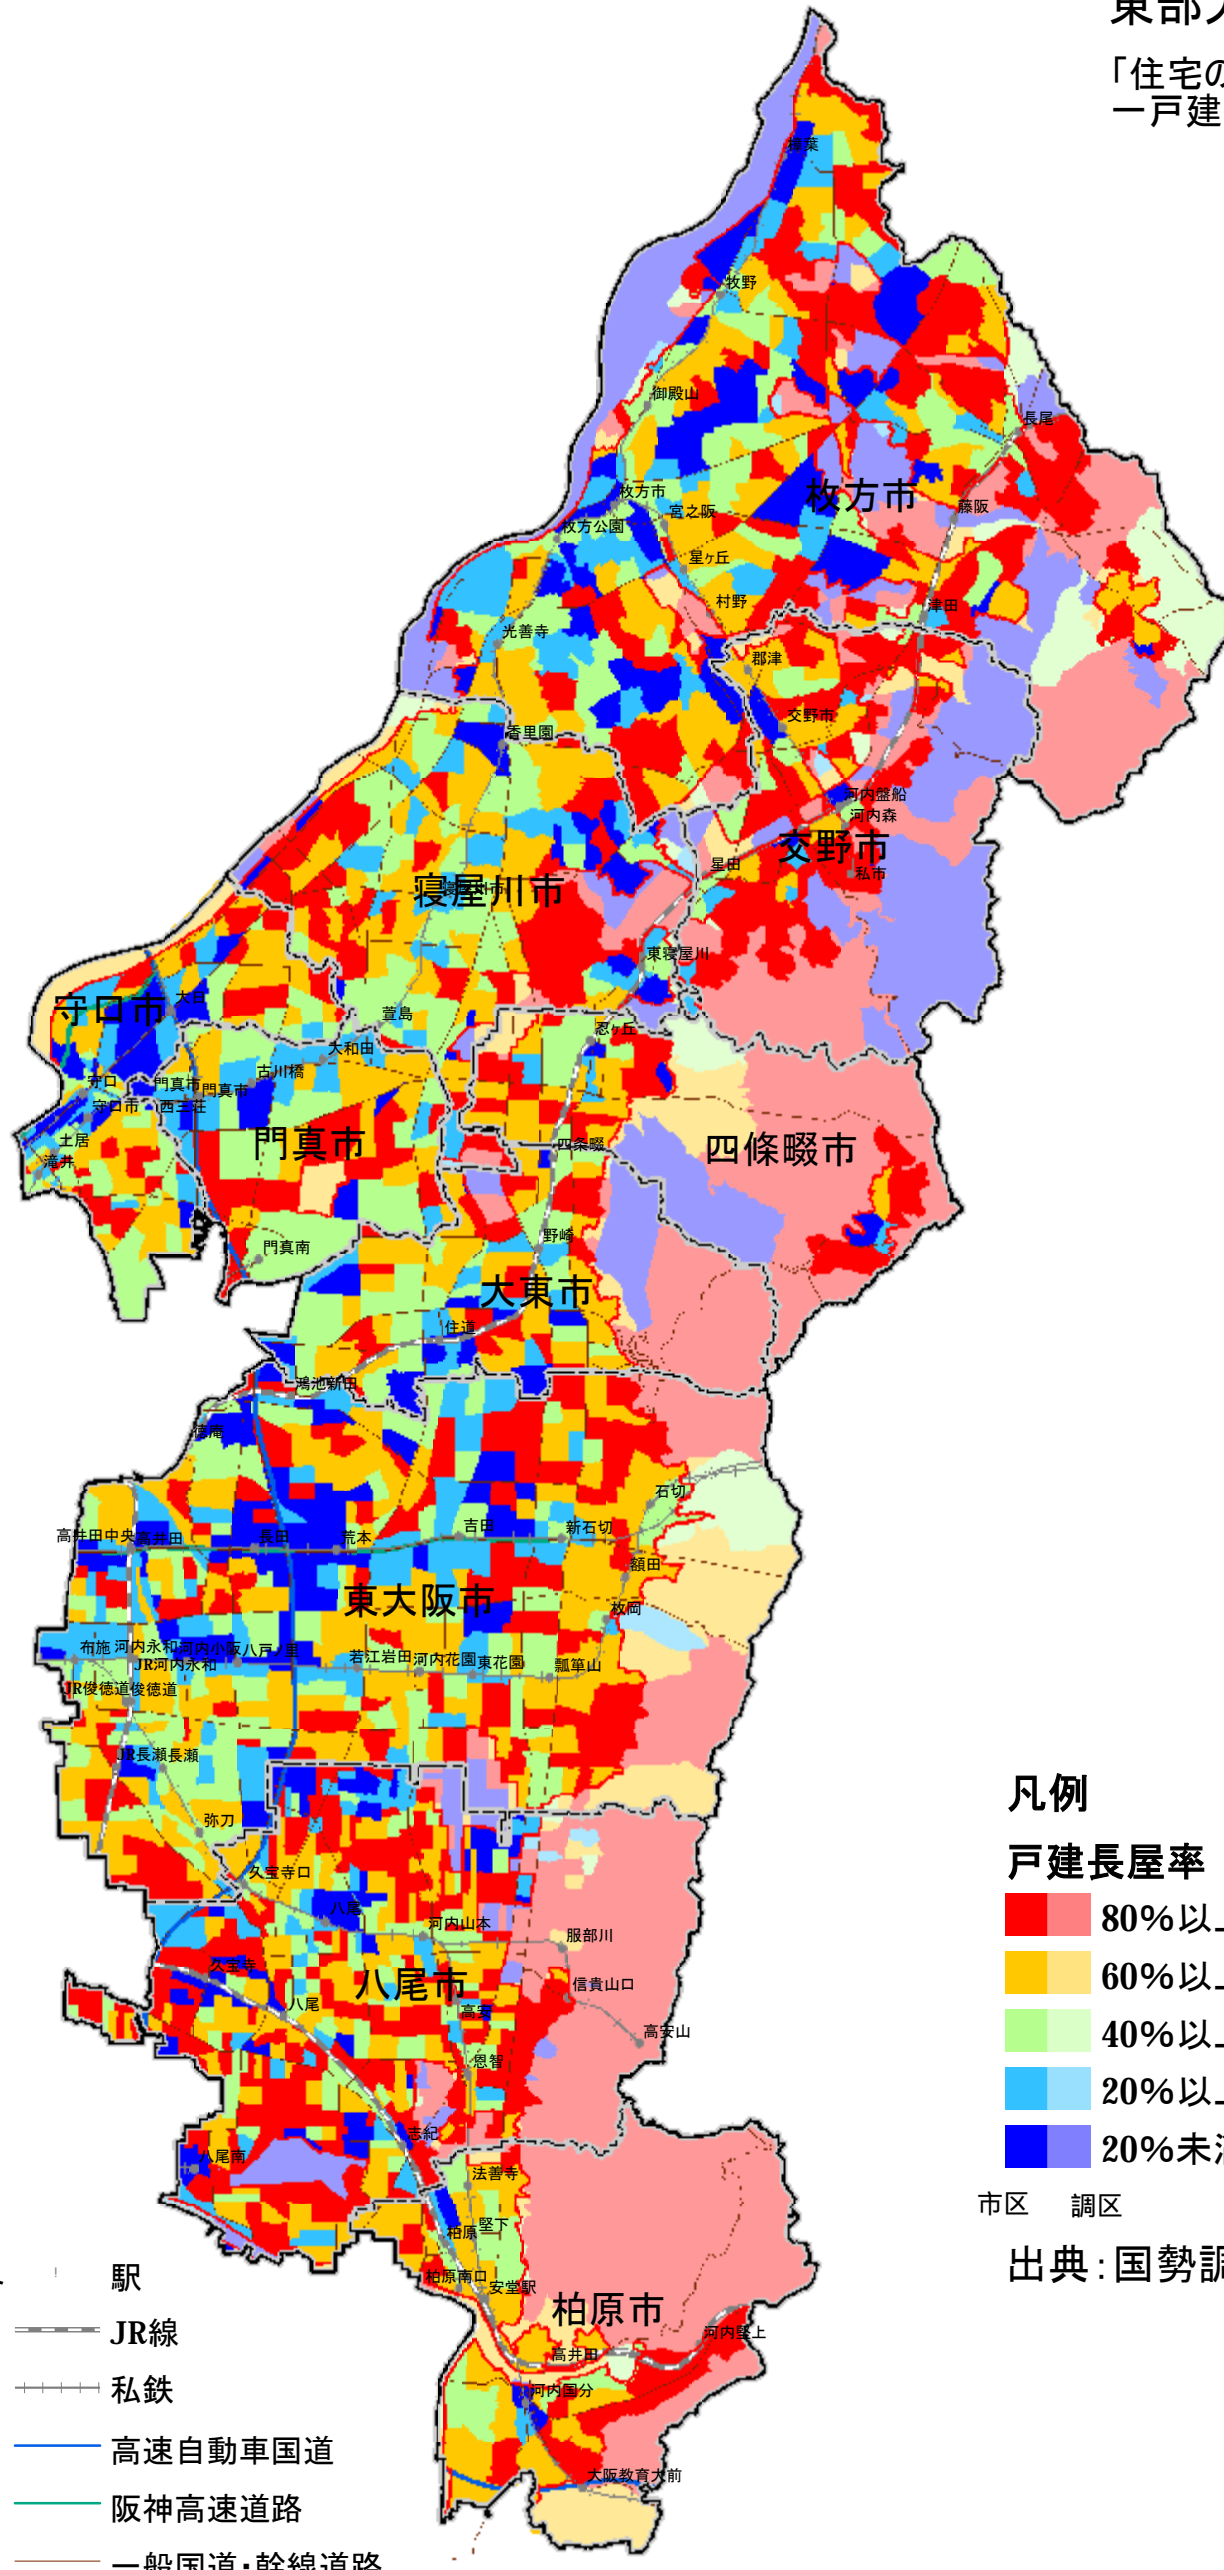 東部
「住宅の
一戸建
樟葉
牧野
御殿山
長尾
枚方市
枚方市
宮之阪
藤阪
枚方公園
星ヶ丘
村野
津田
光善寺
郡津
交野市
香里園
河内盤船
河内森
交野市
星田
私市
寝屋川市
寝屋川市
東寝屋川
守口市
大日
萱島
忍ヶ丘
大和田
古川橋
守口
門真市
門真市
守口市
西三荘
土居
門真市
四条畷
四條畷市
滝井
門真南
野崎
大東市
住道
鴻池新田
徳庵
石切
高井田中央
高井田
長田
荒本
吉田
新石切
額田
東大阪市
枚岡
布施
河内永和
河内小阪
八戸ノ里
若江岩田
河内花園
東花園
瓢箪山
JR河内永和
JR俊徳道
俊徳道
JR長瀬
長瀬
弥刀
久宝寺口
八尾
河内山本
服部川
久宝寺
八尾市
信貴山口
八尾
高安
高安山
恩智
志紀
八尾南
法善寺
柏原
堅下
柏原南口
安堂駅
柏原市
河内堅上
高井田
河内国分
大阪教育大前
凡例
戸建長屋率
80%以
60%以
40%以
20%以
20%未
市区 調区
出典:国勢調
駅
JR線
私鉄
高速自動車国道
阪神高速道路
一般国道・幹線道路